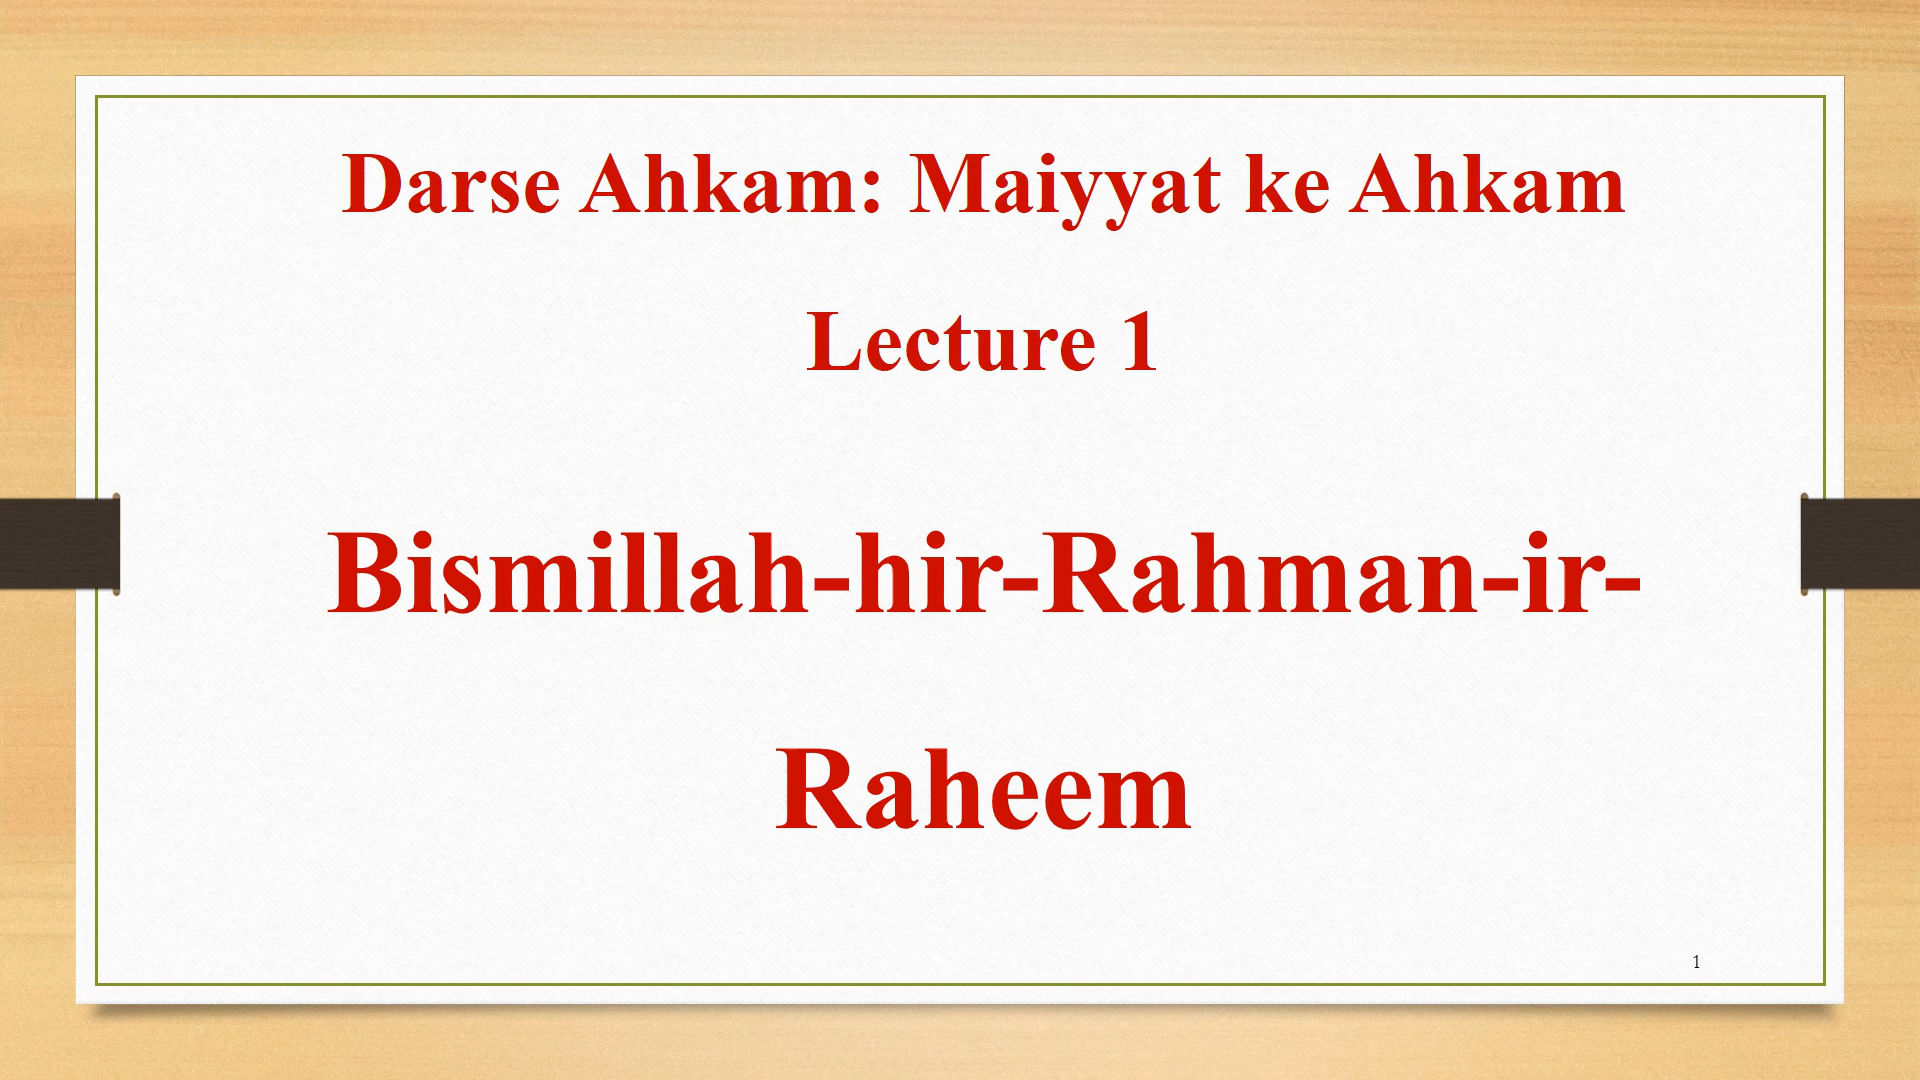 Darse Ahkam: Maiyyat ke Ahkam
Lecture 1
Bismillah-hir-Rahman-ir-
Raheem
1